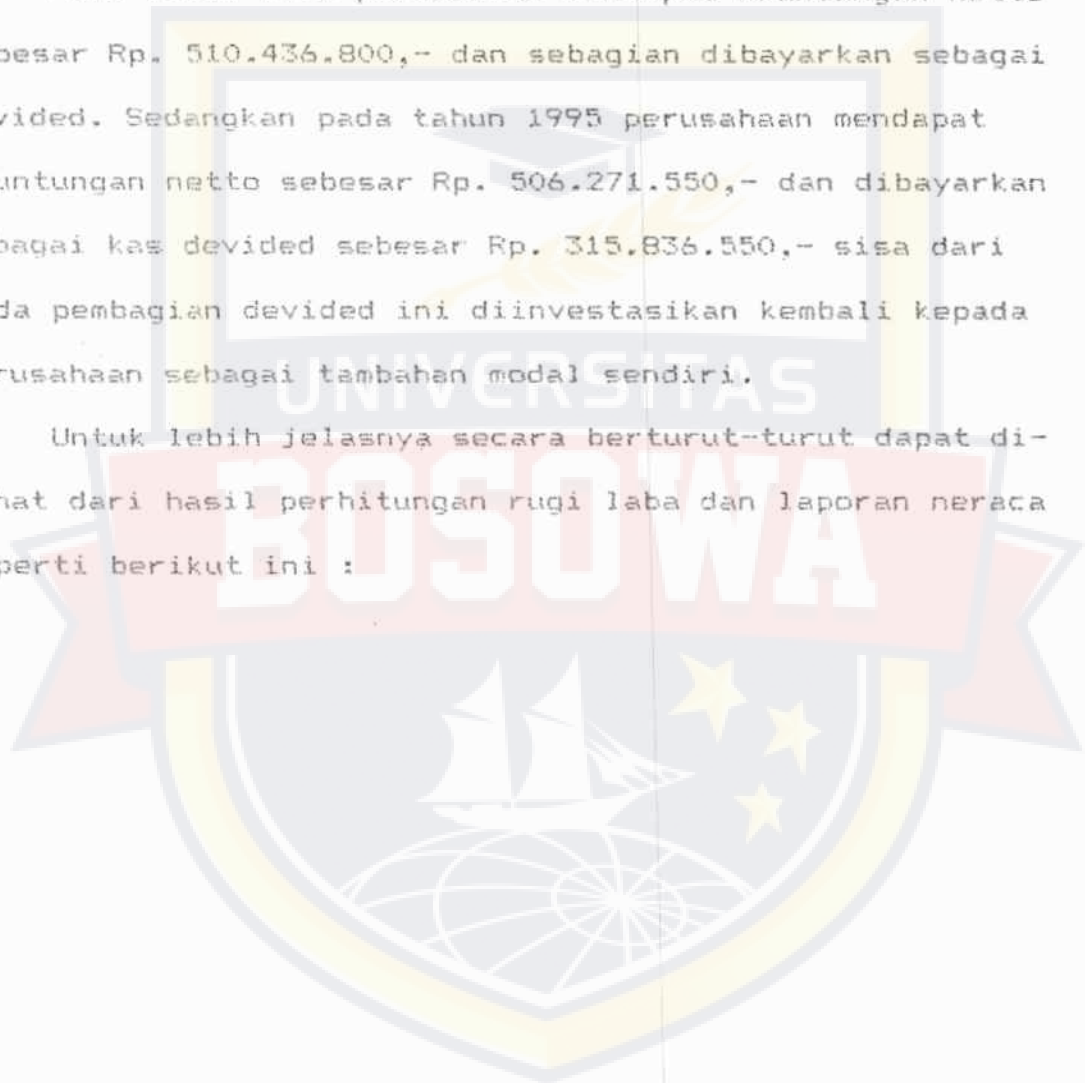 besar Rp. 510.436.800,- dan sebagian dibayarkan sebagai
vided. Sedangkan pada tahun 1995 perusahaan mendapat
untungan netto sebesar Rp. 506.271.550,- dan dibayarkan
bagai kas devided sebesar Rp. 315.836.550,- sisa dari
da pembagian devided ini diinvestasikan kembali kepada
rusahaan sebagai tambahan modal sendiri.
UNIVERSITAS
Untuk lebih jelasnya secara berturut-turut dapat di-
hat dari hasil perhitungan rugi laba dan laporan neraca
BOSOWA
perti berikut ini :